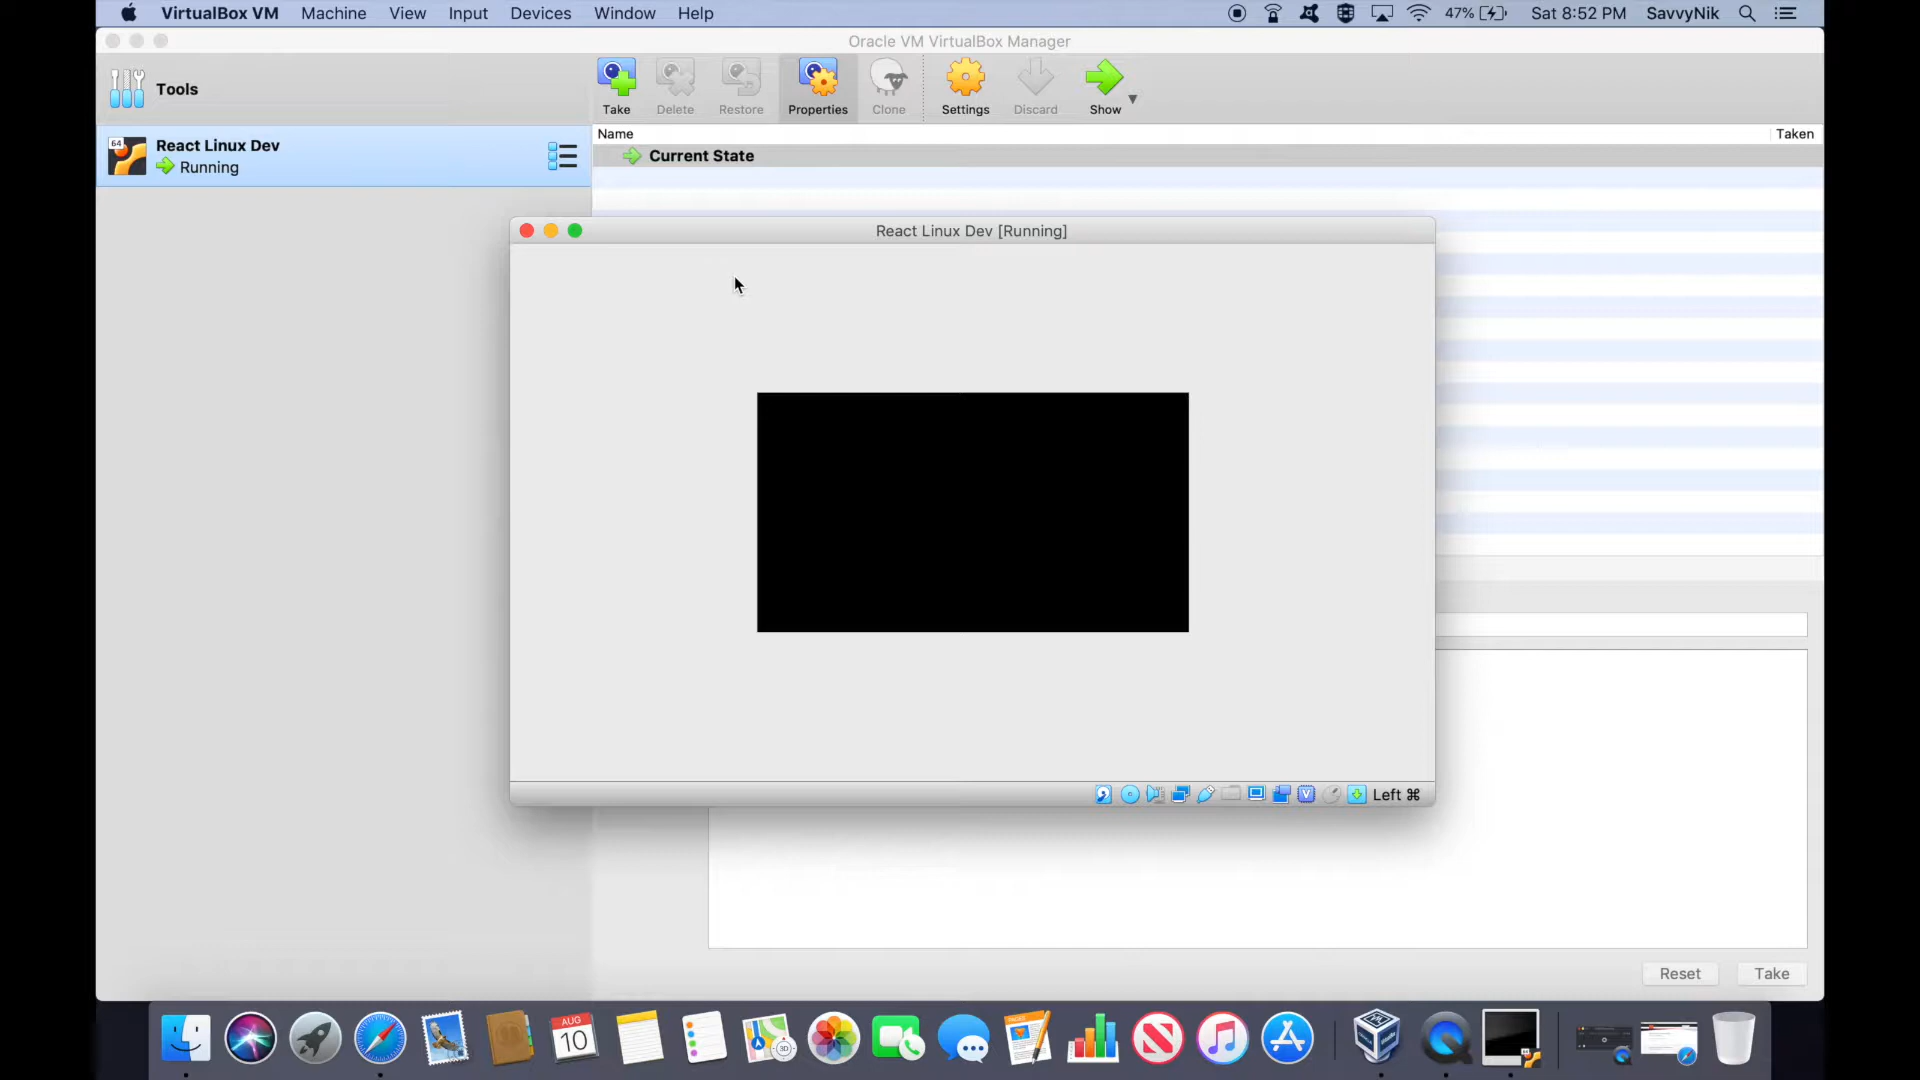 VirtualBox VM Machine View Input Devices Window Help 47% Sat 8:52 PM SavvyNik
Oracle VM VirtualBox Manager
Tools
Take Delete Restore Properties Clone Settings Discard Show
Name Taken
64 React Linux Dev
Running
Current State
React Linux Dev [Running]
Left ⌘
Reset Take
AUG
10
3D